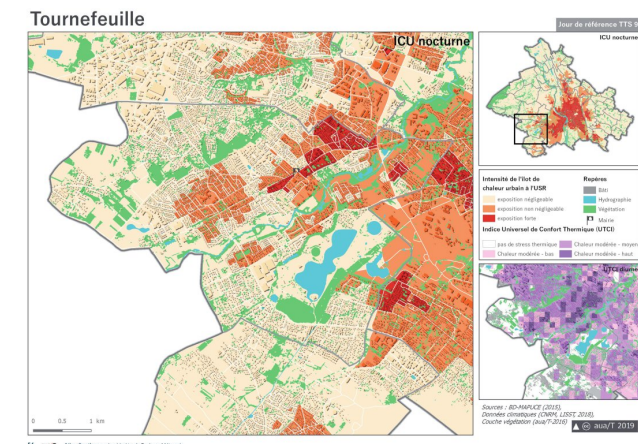 Tournefeuille
Jour de référence TTS 9
ICU nocturne
ICU nocturne
Intensité de l'îlot de
chaleur urbain à l'USR
exposition négligeable
exposition non négligeable
exposition forte
Repères
Bâti
Hydrographie
Végétation
Mairie
Indice Universel de Confort Thermique (UTCI)
pas de stress thermique
Chaleur modérée - bas
Chaleur modérée - moyen
Chaleur modérée - haut
UTCI diurne
0 0.5 1 km
Sources : BD-MAPUCE (2015),
Données climatiques (CNRM, LISST, 2018),
Couche végétation (aua/T-2016)
aua/T 2019